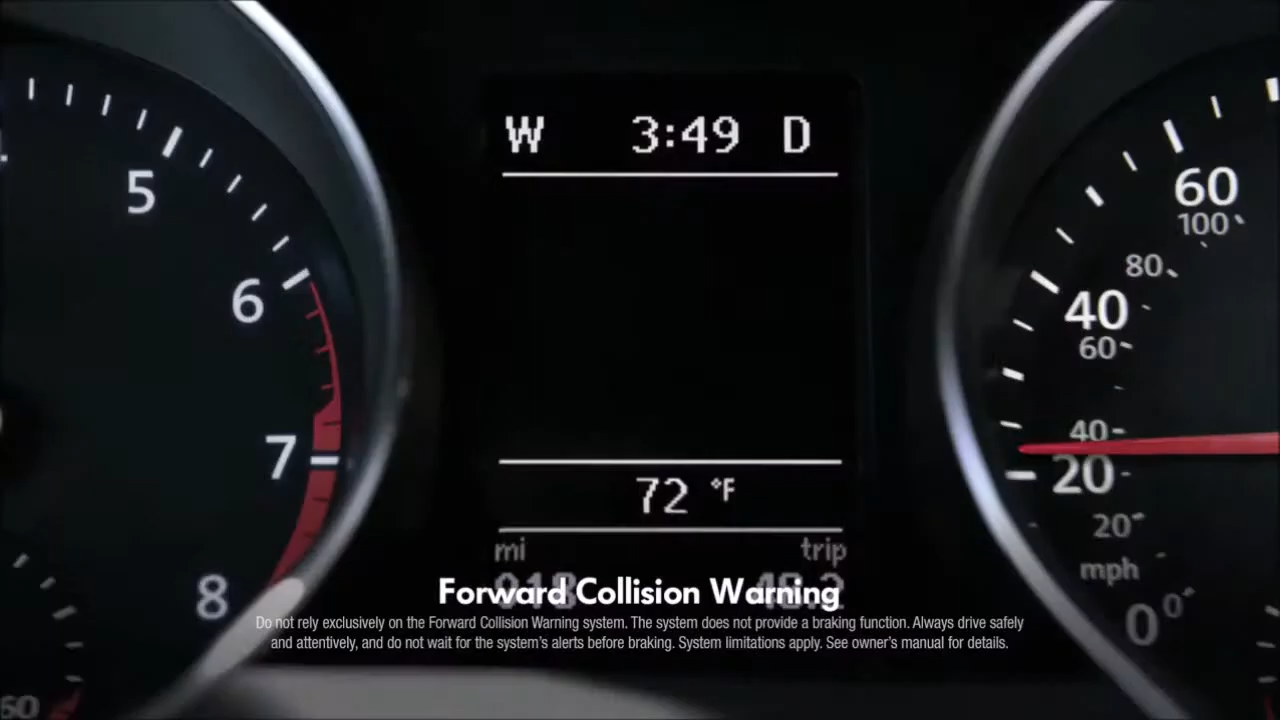 W 3:49 D
5
6
7
8
60
100
80
40
60
40
20
20
mph
0
0
72 °F
mi trip
Forward Collision Warning
Do not rely exclusively on the Forward Collision Warning system. The system does not provide a braking function. Always drive safely
and attentively, and do not wait for the system's alerts before braking. System limitations apply. See owner's manual for details.